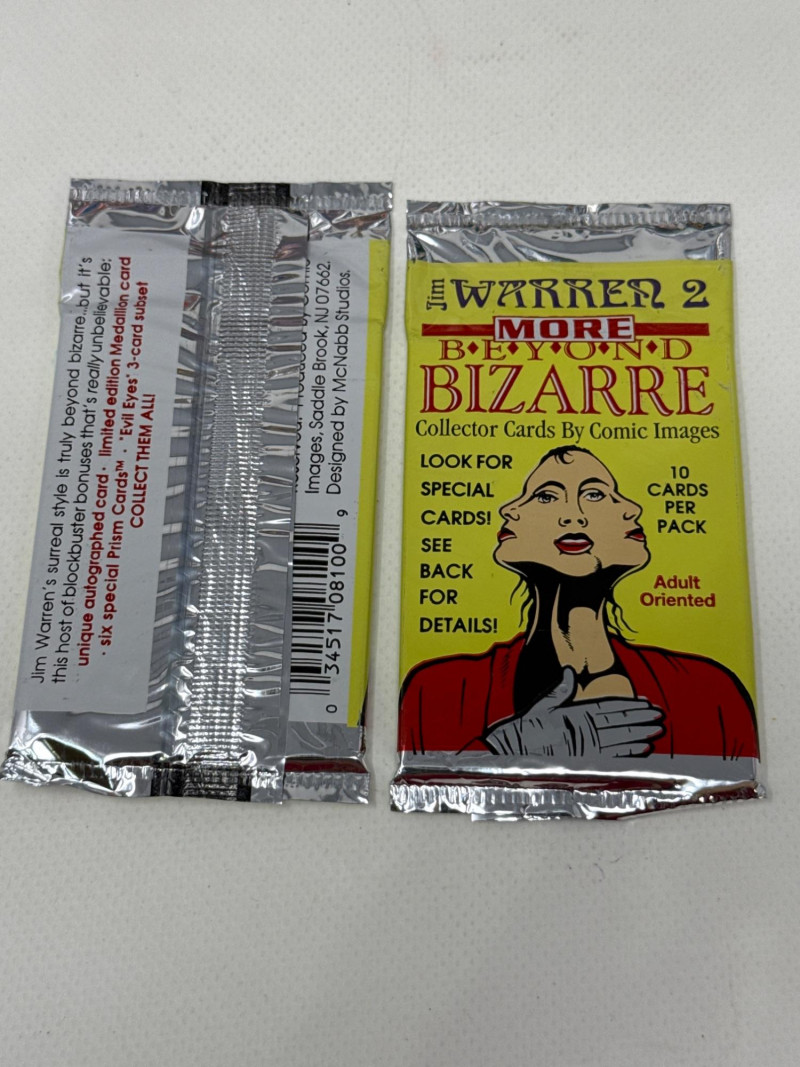 Jim Warren's surreal style is truly beyond bizarre...but it's
this host of blockbuster bonuses that's really unbelievable:
unique autographed card · limited edition Medallion card
· six special Prism Cards™ · "Evil Eyes" 3-card subset
COLLECT THEM ALL!
Images, Saddle Brook, NJ 07662.
Designed by McNabb Studios.
0 34517 08100 9
Jim WARREN 2
MORE
B•E•Y•O•N•D
BIZARRE
Collector Cards By Comic Images
LOOK FOR
SPECIAL
CARDS!
SEE
BACK
FOR
DETAILS!
10
CARDS
PER
PACK
Adult
Oriented